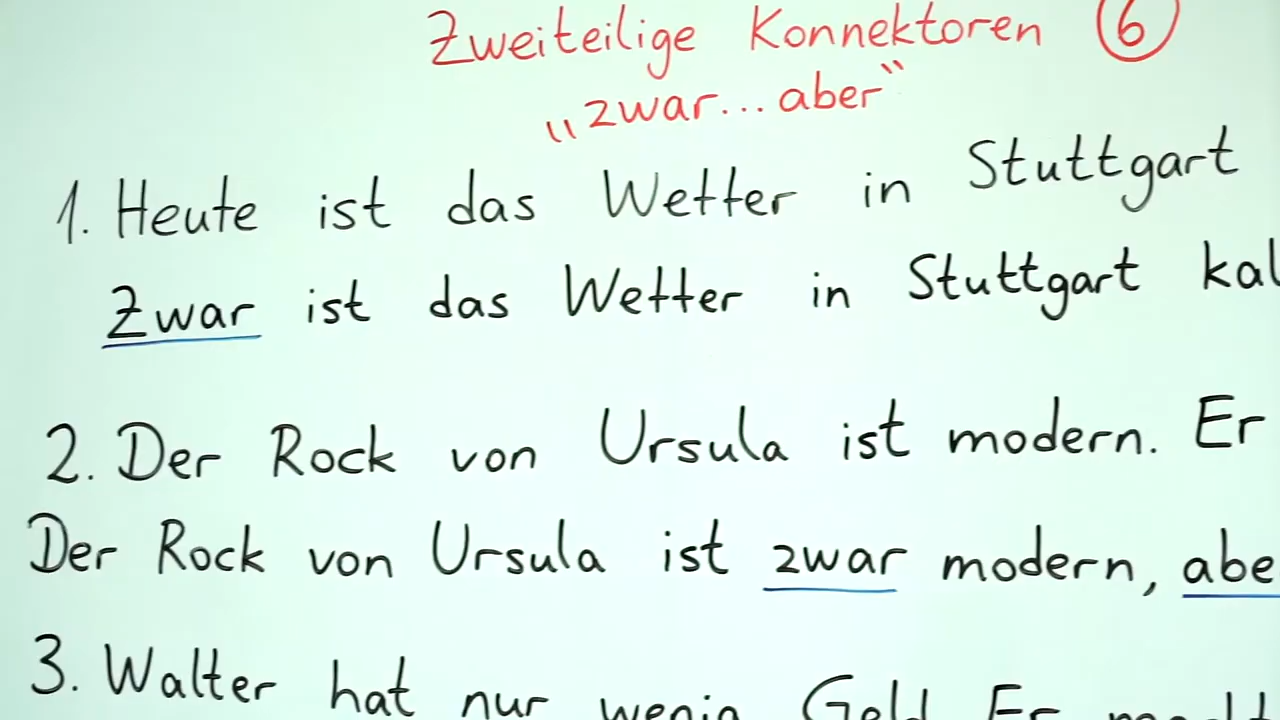 Zweiteilige Konnektoren 6
„zwar...aber“
1. Heute ist das Wetter in Stuttgart
Zwar ist das Wetter in Stuttgart
2. Der Rock von Ursula ist modern. Er
Der Rock von Ursula ist zwar modern,
3. Walter hat nur wenig Geld. Er